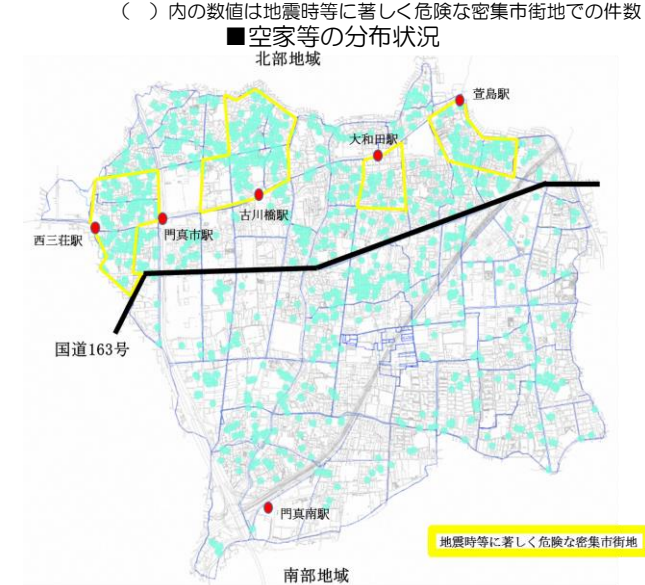 （　）内の数値は地震時等に著しく危険な密集市街地での件数
■空家等の分布状況
北部地域
萱島駅
大和田駅
古川橋駅
門真市駅
西三荘駅
国道163号
門真南駅
地震時等に著しく危険な密集市街地
南部地域